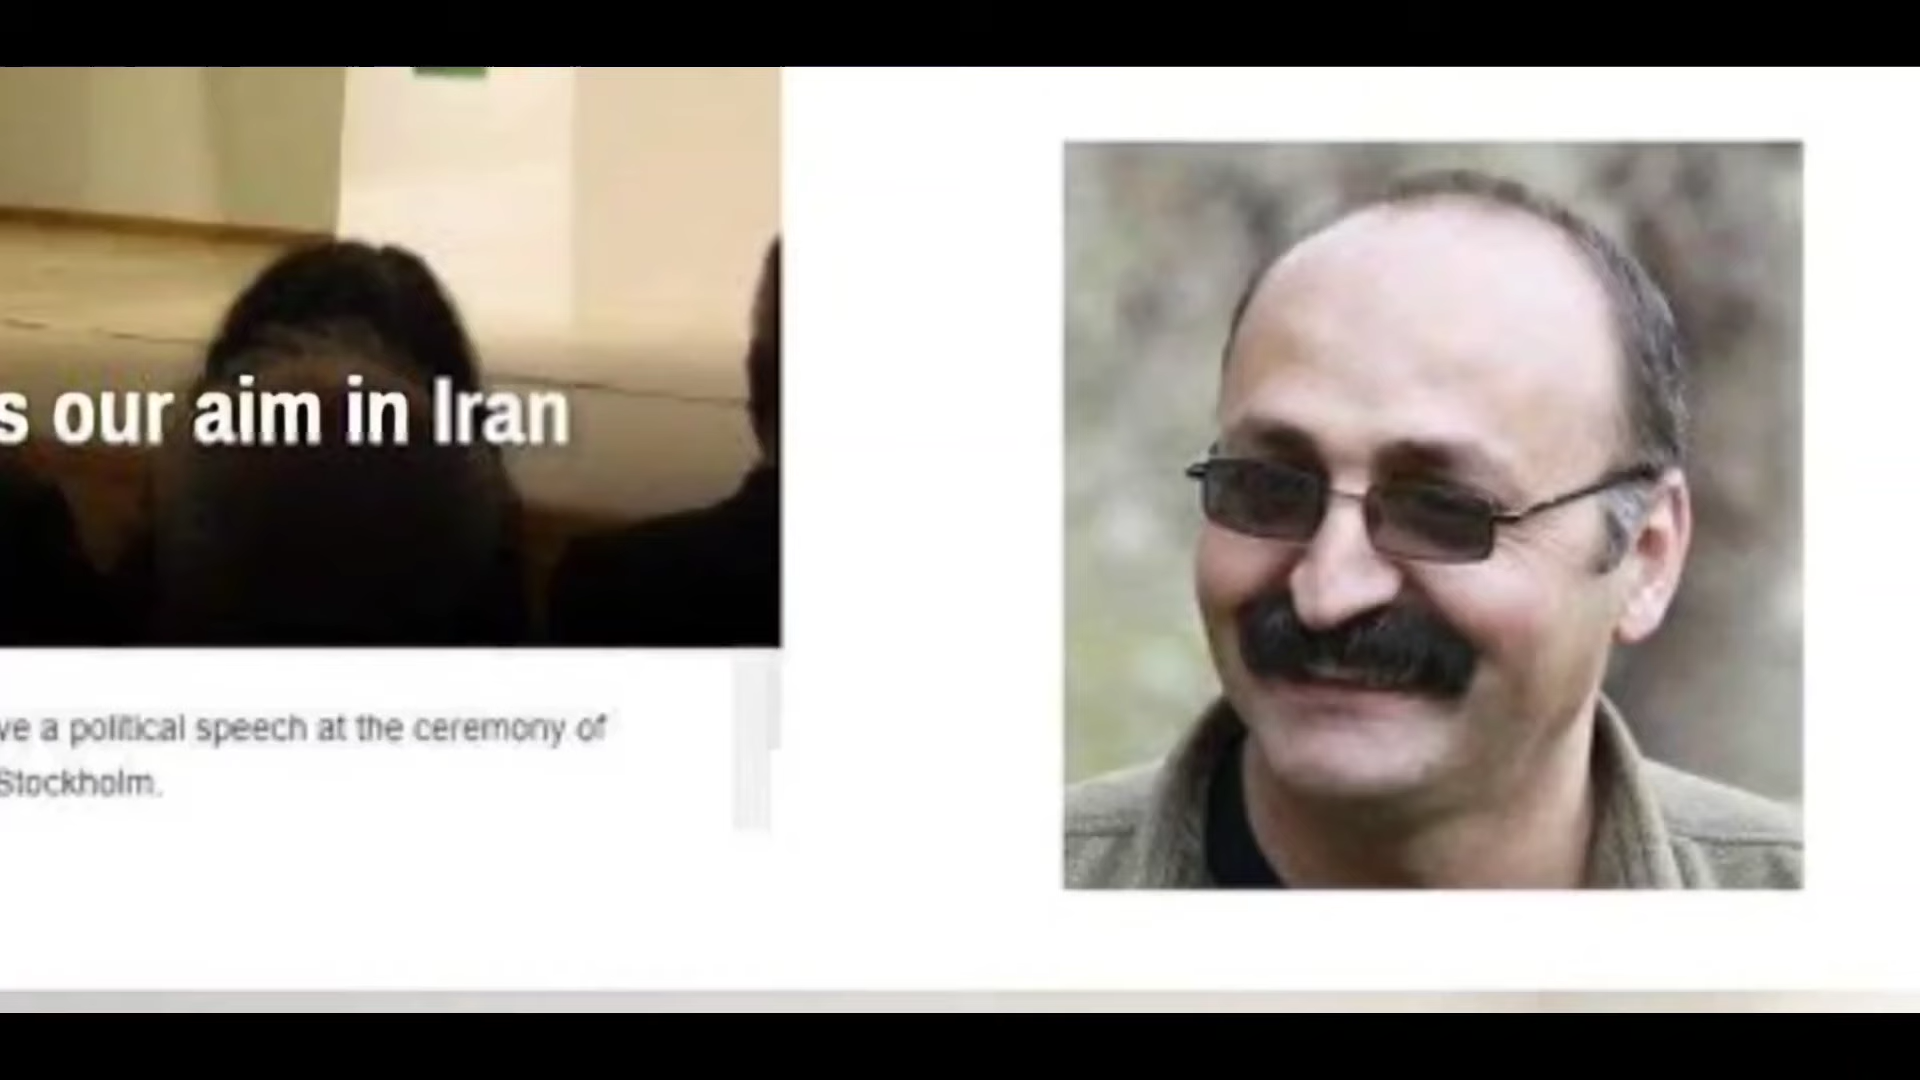 s our aim in Iran
ve a political speech at the ceremony of
Stockholm.